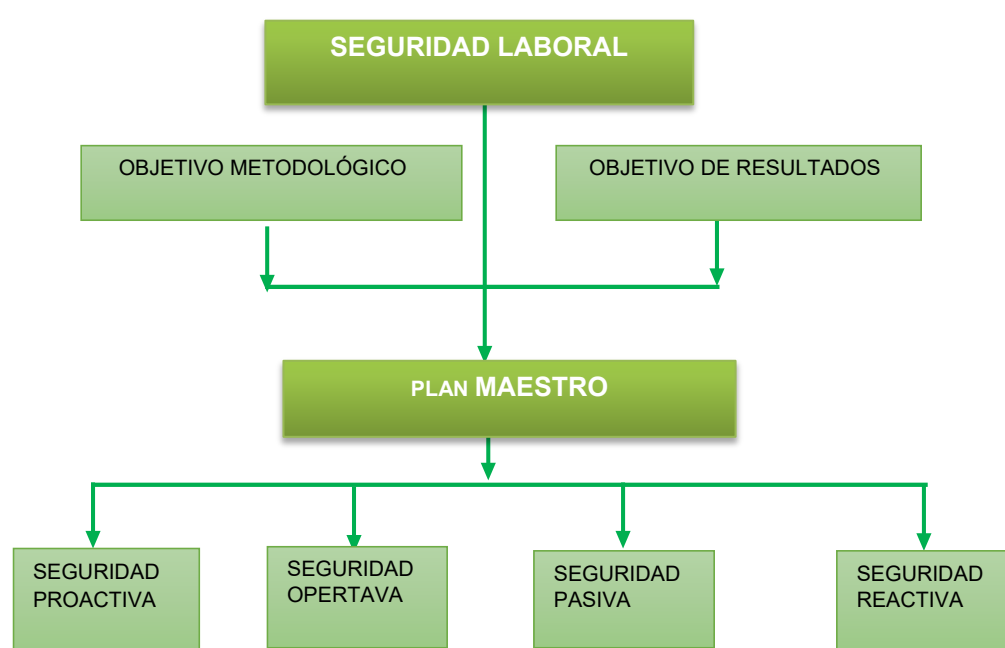 SEGURIDAD LABORAL
OBJETIVO METODOLÓGICO
OBJETIVO DE RESULTADOS
PLAN MAESTRO
SEGURIDAD
PROACTIVA
SEGURIDAD
OPERTAVA
SEGURIDAD
PASIVA
SEGURIDAD
REACTIVA